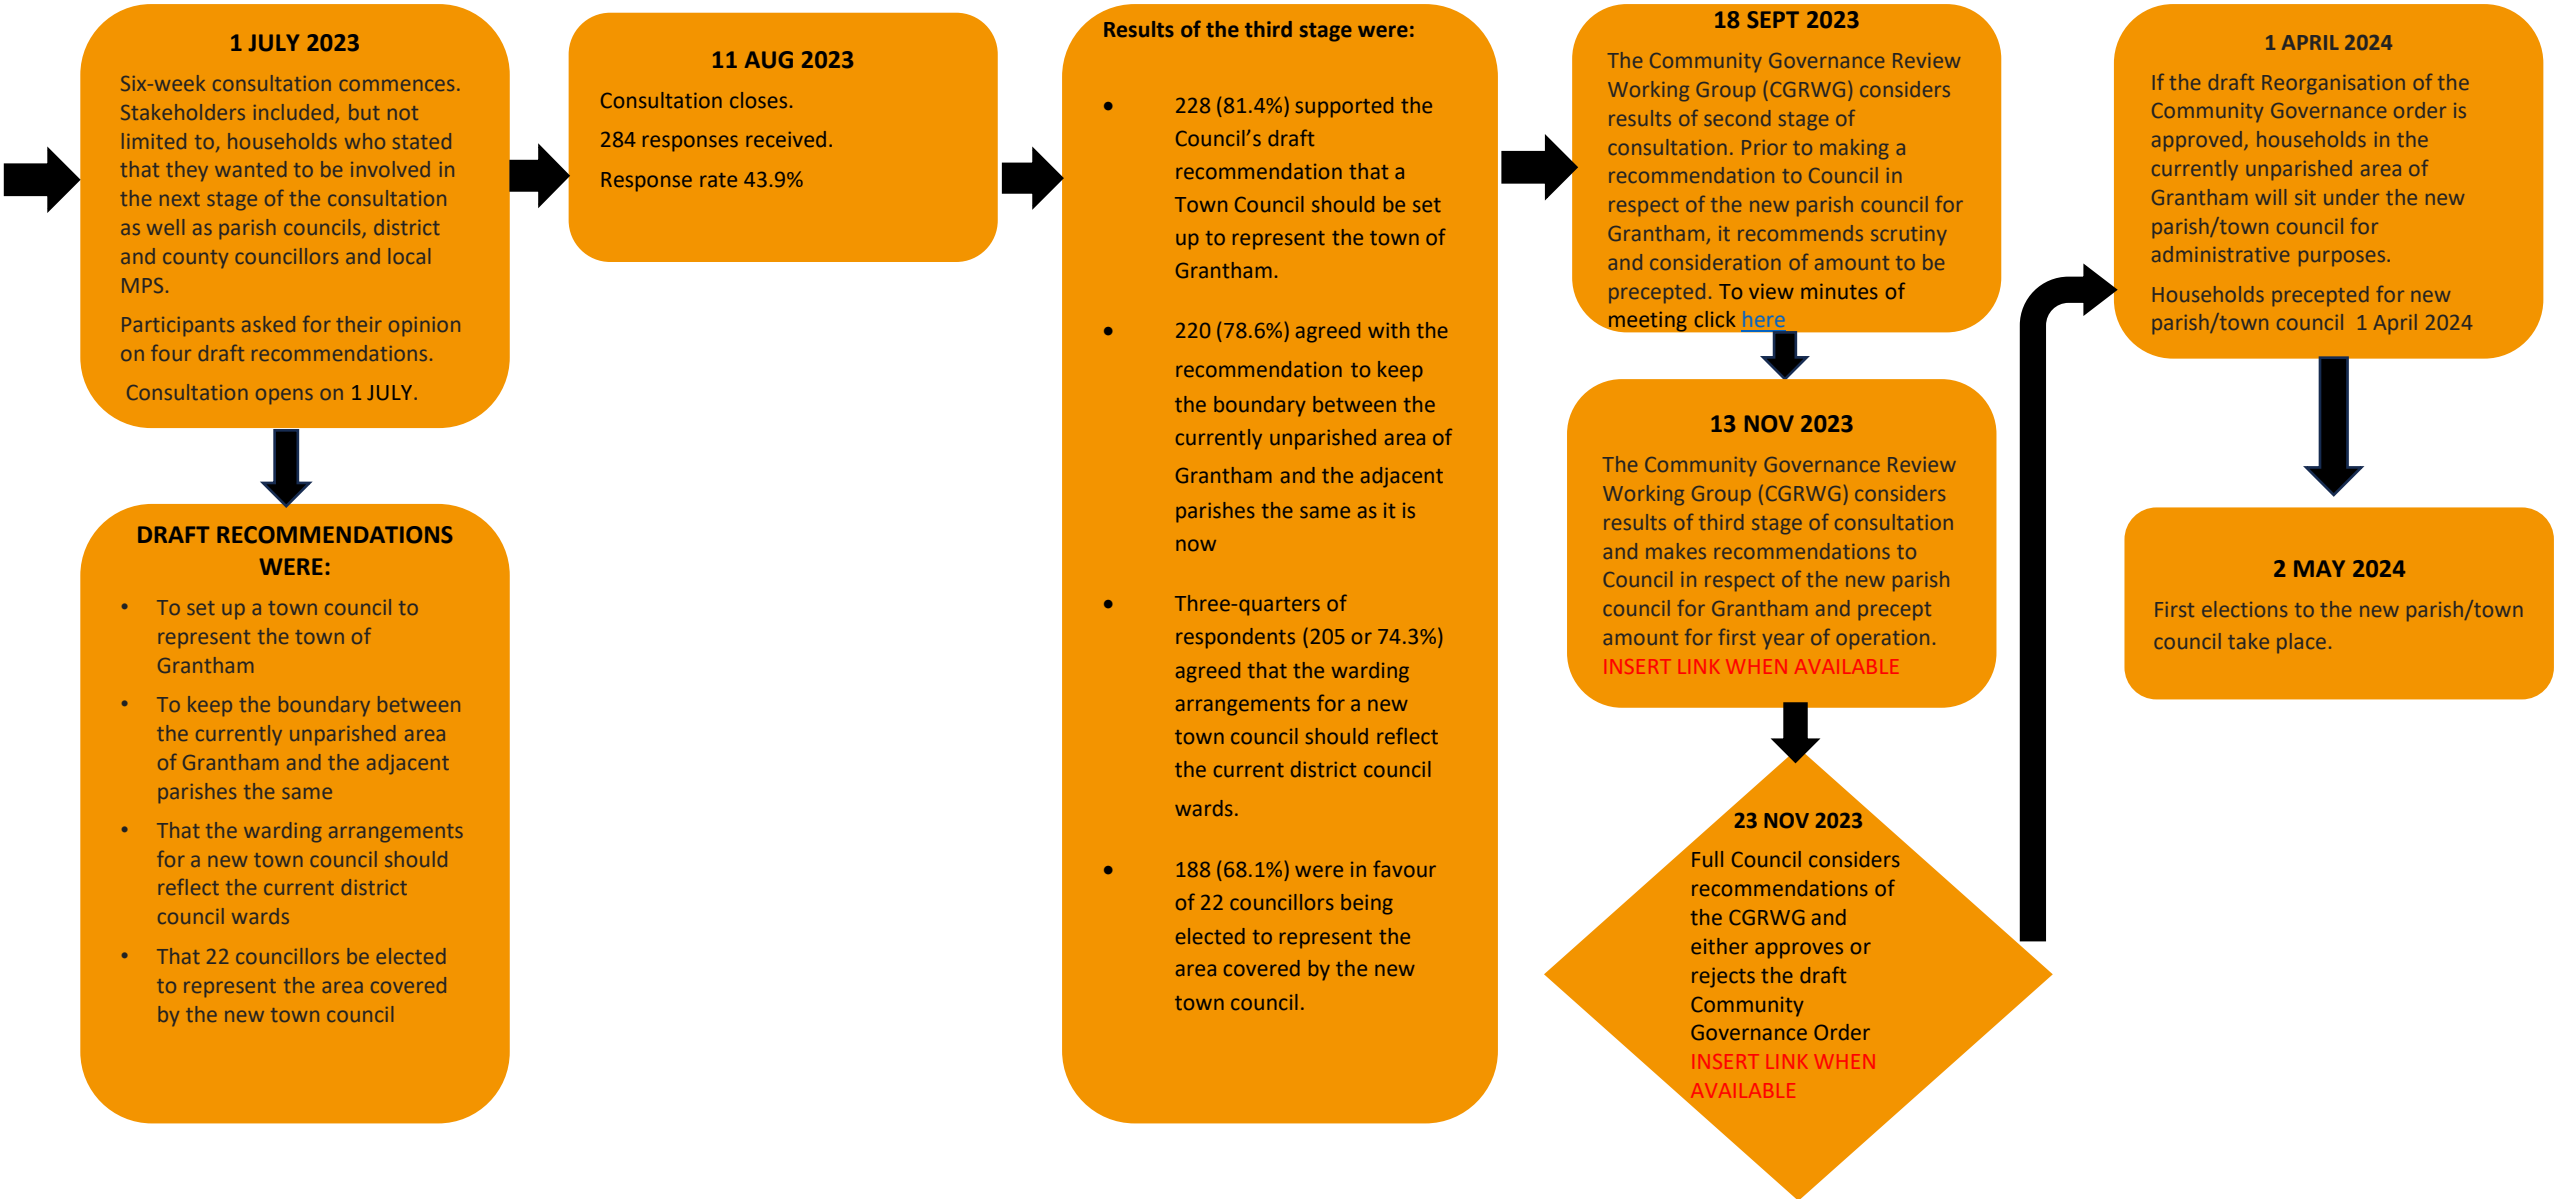 1 JULY 2023
Six-week consultation commences.
Stakeholders included, but not
limited to, households who stated
that they wanted to be involved in
the next stage of the consultation
as well as parish councils, district
and county councillors and local
MPS.
Participants asked for their opinion
on four draft recommendations.
Consultation opens on 1 JULY.
DRAFT RECOMMENDATIONS
WERE:
• To set up a town council to
represent the town of
Grantham
• To keep the boundary between
the currently unparished area
of Grantham and the adjacent
parishes the same
• That the warding arrangements
for a new town council should
reflect the current district
council wards
• That 22 councillors be elected
to represent the area covered
by the new town council
11 AUG 2023
Consultation closes.
284 responses received.
Response rate 43.9%
Results of the third stage were:
• 228 (81.4%) supported the
Council's draft
recommendation that a
Town Council should be set
up to represent the town of
Grantham.
• 220 (78.6%) agreed with the
recommendation to keep
the boundary between the
currently unparished area of
Grantham and the adjacent
parishes the same as it is
now
• Three-quarters of
respondents (205 or 74.3%)
agreed that the warding
arrangements for a new
town council should reflect
the current district council
wards.
• 188 (68.1%) were in favour
of 22 councillors being
elected to represent the
area covered by the new
town council.
18 SEPT 2023
The Community Governance Review
Working Group (CGRWG) considers
results of second stage of
consultation. Prior to making a
recommendation to Council in
respect of the new parish council for
Grantham, it recommends scrutiny
and consideration of amount to be
precepted. To view minutes of
meeting click here
13 NOV 2023
The Community Governance Review
Working Group (CGRWG) considers
results of third stage of consultation
and makes recommendations to
Council in respect of the new parish
council for Grantham and precept
amount for first year of operation.
INSERT LINK WHEN AVAILABLE
23 NOV 2023
Full Council considers
recommendations of
the CGRWG and
either approves or
rejects the draft
Community
Governance Order
INSERT LINK WHEN
AVAILABLE
1 APRIL 2024
If the draft Reorganisation of the
Community Governance order is
approved, households in the
currently unparished area of
Grantham will sit under the new
parish/town council for
administrative purposes.
Households precepted for new
parish/town council 1 April 2024
2 MAY 2024
First elections to the new parish/town
council take place.